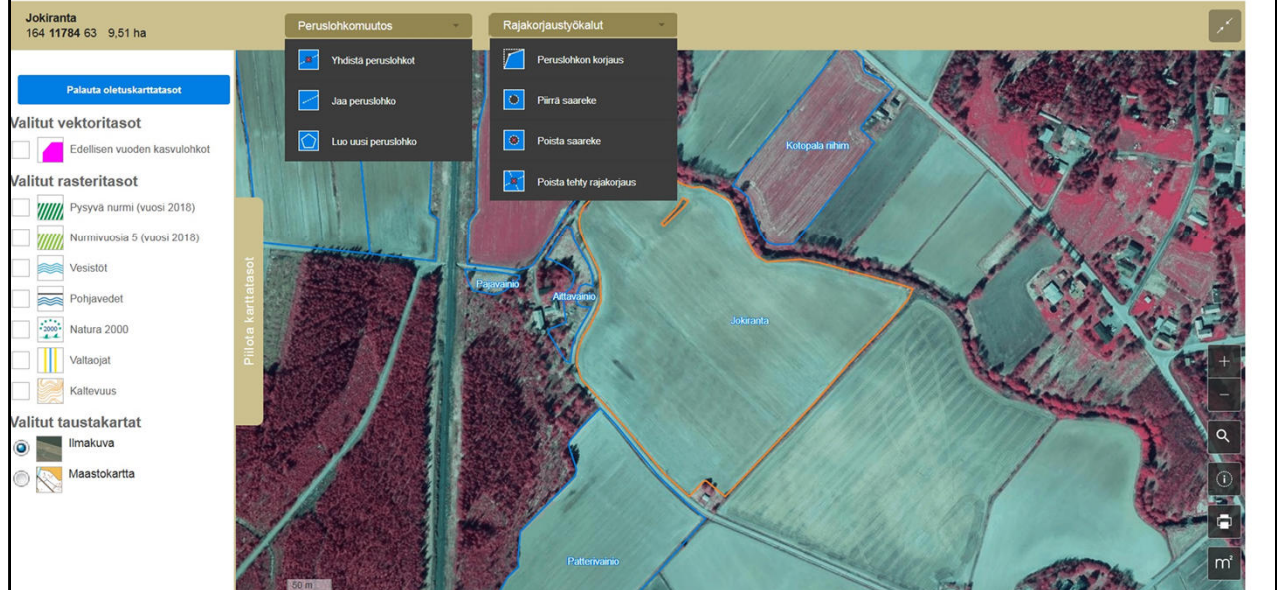 Jokiranta
164 11784 63 9,51 ha
Peruslohkomuutos
Yhdistä peruslohkot
Jaa peruslohko
Luo uusi peruslohko
Rajakorjaustyökalut
Peruslohkon korjaus
Piirrä saareke
Poista saareke
Poista tehty rajakorjaus
Palauta oletuskarttatasot
Valitut vektoritasot
Edellisen vuoden kasvulohkot
Valitut rasteritasot
Pysyvä nurmi (vuosi 2018)
Nurmivuosia 5 (vuosi 2018)
Vesistöt
Pohjavedet
2000
Natura 2000
Valtaojat
Kaltevuus
Valitut taustakartat
Ilmakuva
Maastokartta
Piilota karttatasot
Kotopala riihim
Pajavainio
Aittavainio
Jokiranta
Patterivainio
50 m
+
−
i
m²